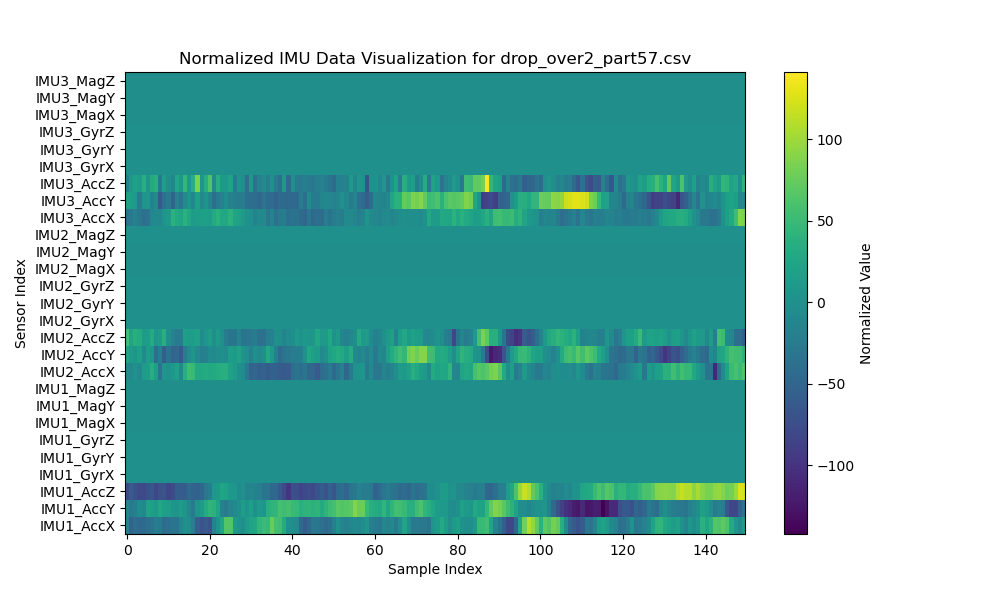 Normalized IMU Data Visualization for drop_over2_part57.csv
IMU3_MagZ
IMU3_MagY
IMU3_MagX
IMU3_GyrZ
IMU3_GyrY
IMU3_GyrX
IMU3_AccZ
IMU3_AccY
IMU3_AccX
IMU2_MagZ
IMU2_MagY
IMU2_MagX
IMU2_GyrZ
IMU2_GyrY
IMU2_GyrX
IMU2_AccZ
IMU2_AccY
IMU2_AccX
IMU1_MagZ
IMU1_MagY
IMU1_MagX
IMU1_GyrZ
IMU1_GyrY
IMU1_GyrX
IMU1_AccZ
IMU1_AccY
IMU1_AccX
Sensor Index
0 20 40 60 80 100 120 140
Sample Index
100
50
0
−50
−100
Normalized Value